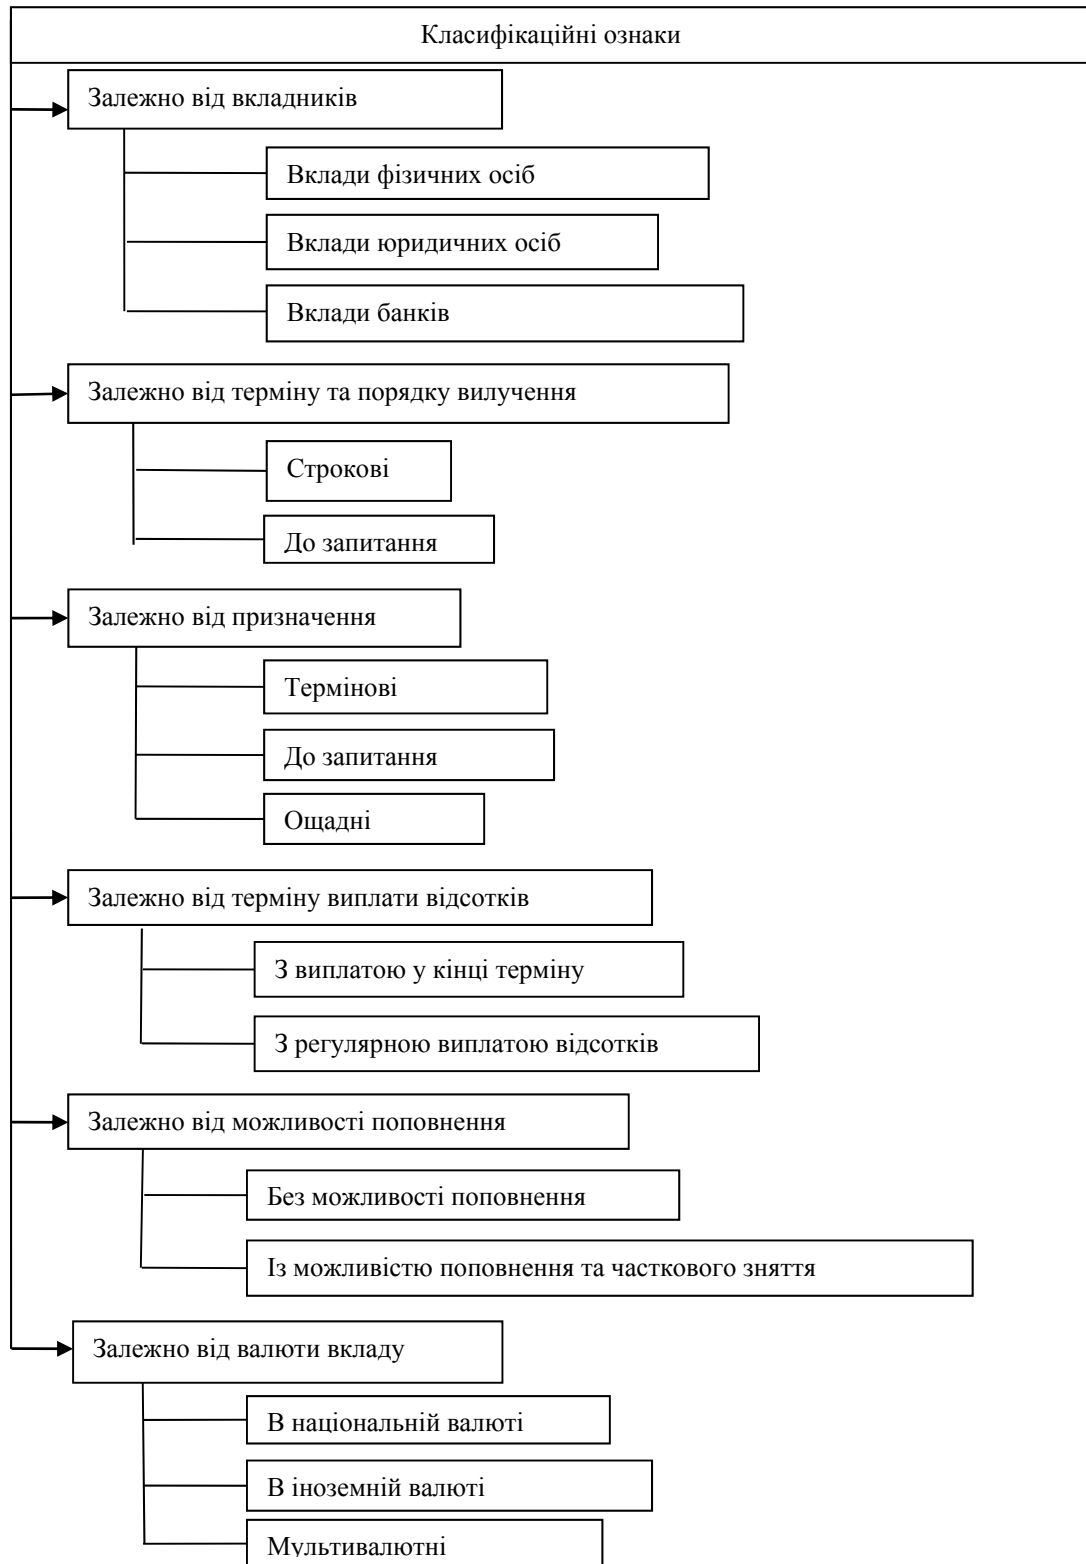 Класифікаційні ознаки
Залежно від вкладників
Вклади фізичних осіб
Вклади юридичних осіб
Вклади банків
Залежно від терміну та порядку вилучення
Строкові
До запитання
Залежно від призначення
Термінові
До запитання
Ощадні
Залежно від терміну виплати відсотків
З виплатою у кінці терміну
З регулярною виплатою відсотків
Залежно від можливості поповнення
Без можливості поповнення
Із можливістю поповнення та часткового зняття
Залежно від валюти вкладу
В національній валюті
В іноземній валюті
Мультивалютні